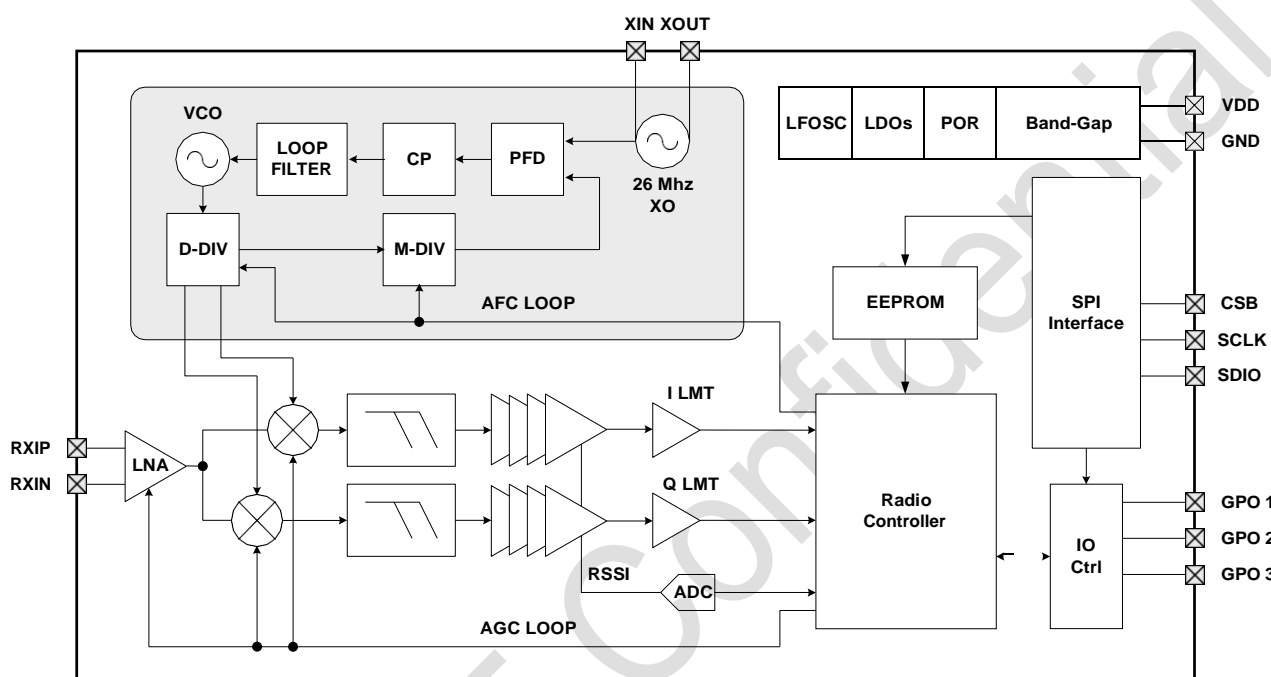 XIN XOUT
VCO
LOOP
FILTER
CP
PFD
26 Mhz
XO
LFOSC
LDOs
POR
Band-Gap
VDD
GND
D-DIV
M-DIV
AFC LOOP
EEPROM
SPI
Interface
CSB
SCLK
SDIO
I LMT
RXIP
RXIN
LNA
Q LMT
Radio
Controller
IO
Ctrl
GPO 1
GPO 2
GPO 3
RSSI
ADC
AGC LOOP
Confidential